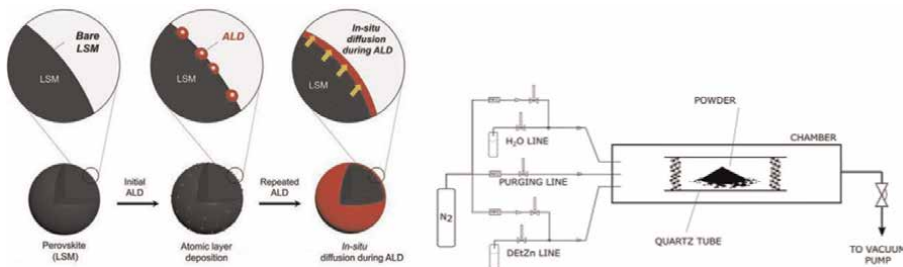 Bare
LSM
LSM
ALD
LSM
In-situ
diffusion
during ALD
LSM
Perovskite
(LSM)
Initial
ALD
Atomic layer
deposition
Repeated
ALD
In-situ
diffusion during ALD
N2
H₂O LINE
PURGING LINE
DEtZn LINE
POWDER
CHAMBER
QUARTZ TUBE
TO VACUUM
PUMP